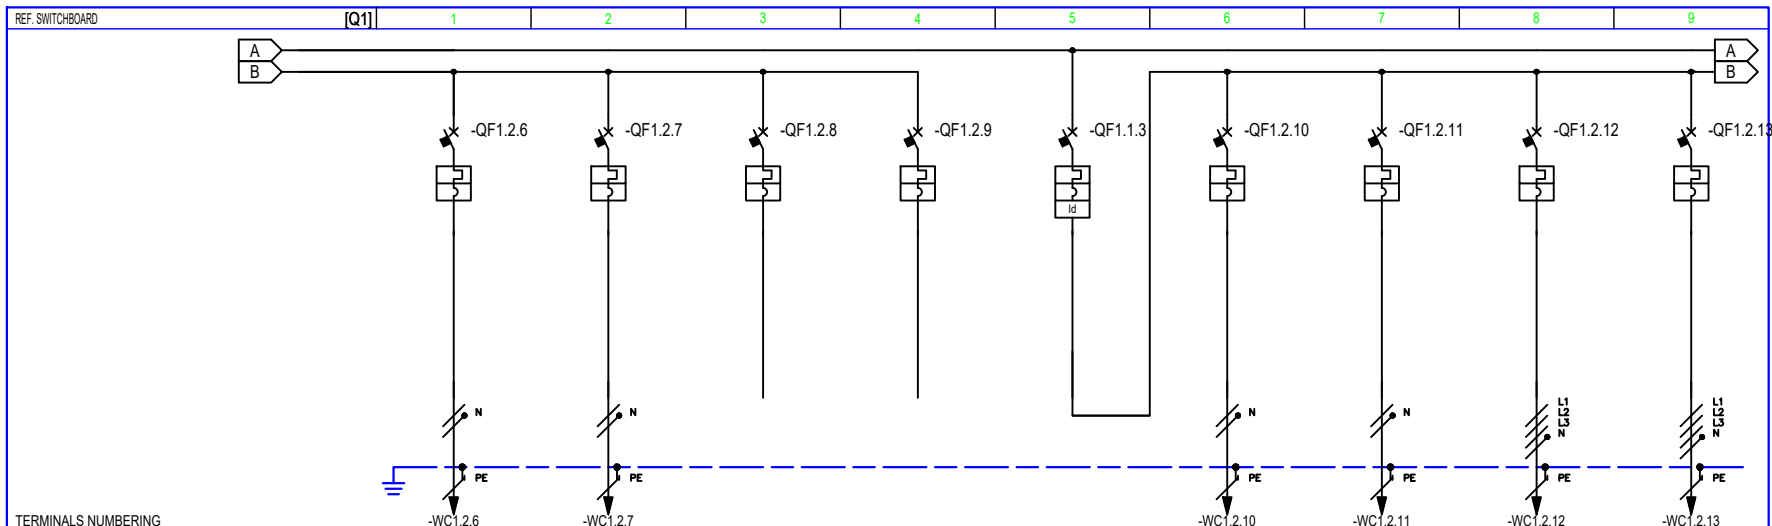 REF. SWITCHBOARD [Q1] 1 2 3 4 5 6 7 8 9
A A
B B
-QF1.2.6 -QF1.2.7 -QF1.2.8 -QF1.2.9 -QF1.1.3 -QF1.2.10 -QF1.2.11 -QF1.2.12 -QF1.2.13
Id
L1 L1
L2 L2
L3 L3
N N N N
N N
PE PE PE PE PE PE
TERMINALS NUMBERING -WC1.2.6 -WC1.2.7 -WC1.2.10 -WC1.2.11 -WC1.2.12 -WC1.2.13